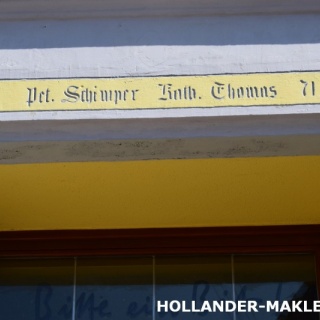 Pet. Schimper Kath. Thomas 71
HOLLANDER-MAKLE